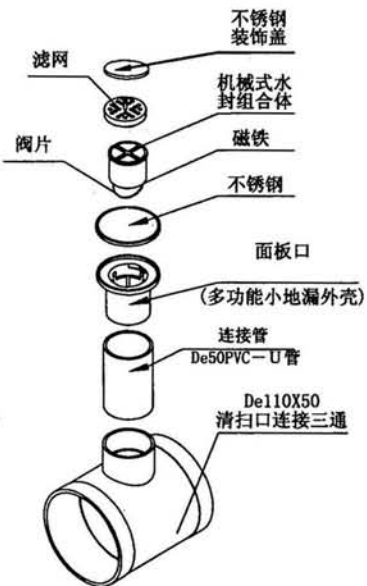 不锈钢
装饰盖
滤网
机械式水
封组合体
阀片
磁铁
不锈钢
面板口
(多功能小地漏外壳)
连接管
De50PVC－U管
De110X50
清扫口连接三通